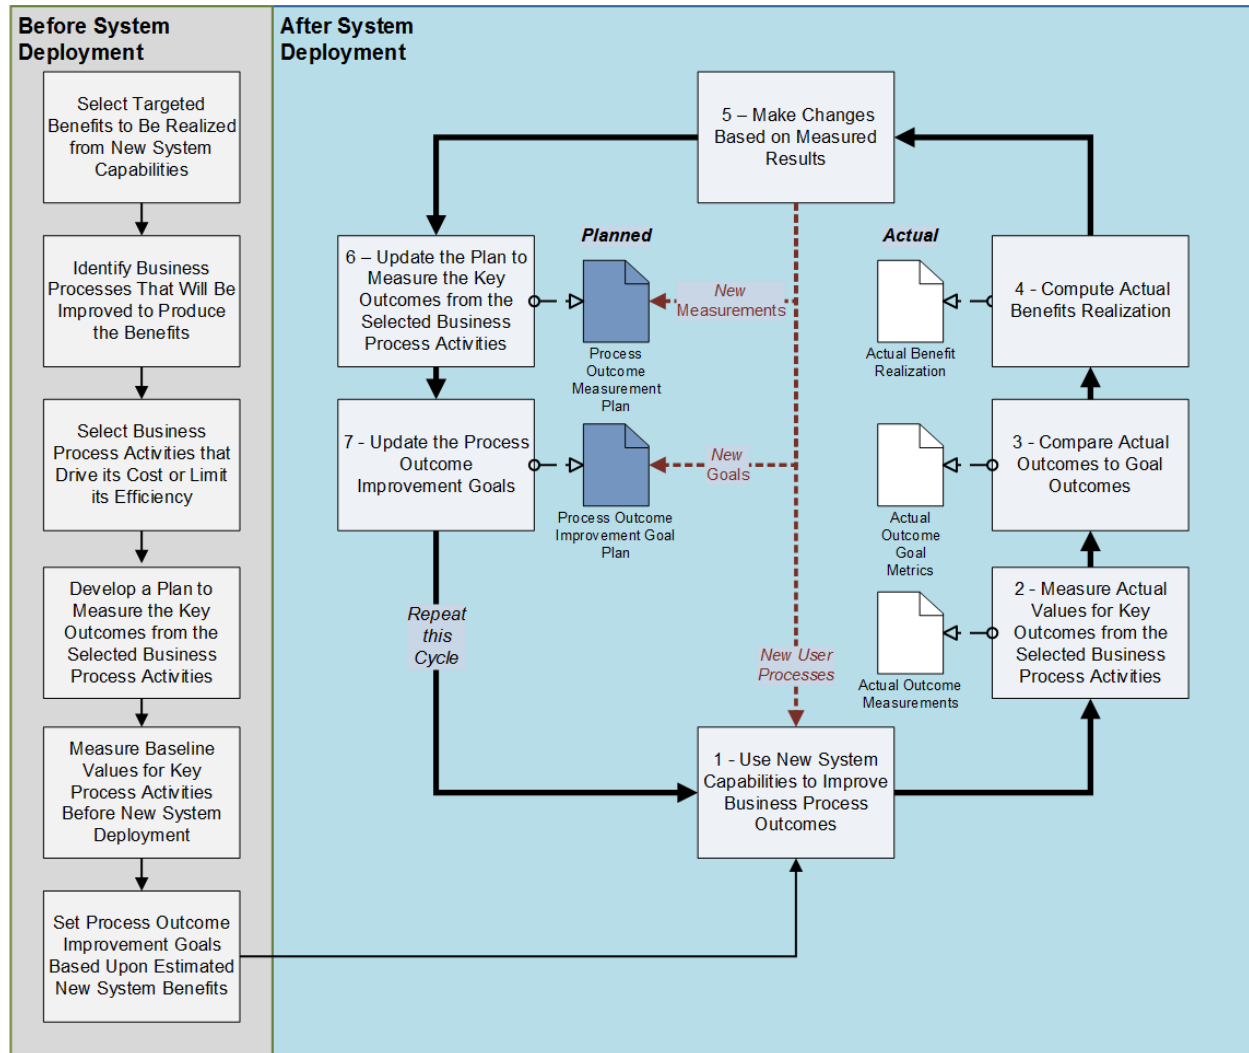 Before System
Deployment
Select Targeted
Benefits to Be Realized
from New System
Capabilities
Identify Business
Processes That Will Be
Improved to Produce
the Benefits
Select Business
Process Activities that
Drive its Cost or Limit
its Efficiency
Develop a Plan to
Measure the Key
Outcomes from the
Selected Business
Process Activities
Measure Baseline
Values for Key
Process Activities
Before New System
Deployment
Set Process Outcome
Improvement Goals
Based Upon Estimated
New System Benefits
After System
Deployment
5 – Make Changes
Based on Measured
Results
6 – Update the Plan to
Measure the Key
Outcomes from the
Selected Business
Process Activities
Planned
Process
Outcome
Measurement
Plan
New
Measurements
Actual
Actual Benefit
Realization
4 - Compute Actual
Benefits Realization
7 - Update the Process
Outcome
Improvement Goals
Process Outcome
Improvement Goal
Plan
New
Goals
Actual
Outcome
Goal
Metrics
3 - Compare Actual
Outcomes to Goal
Outcomes
Repeat
this
Cycle
New User
Processes
Actual Outcome
Measurements
2 - Measure Actual
Values for Key
Outcomes from the
Selected Business
Process Activities
1 - Use New System
Capabilities to Improve
Business Process
Outcomes